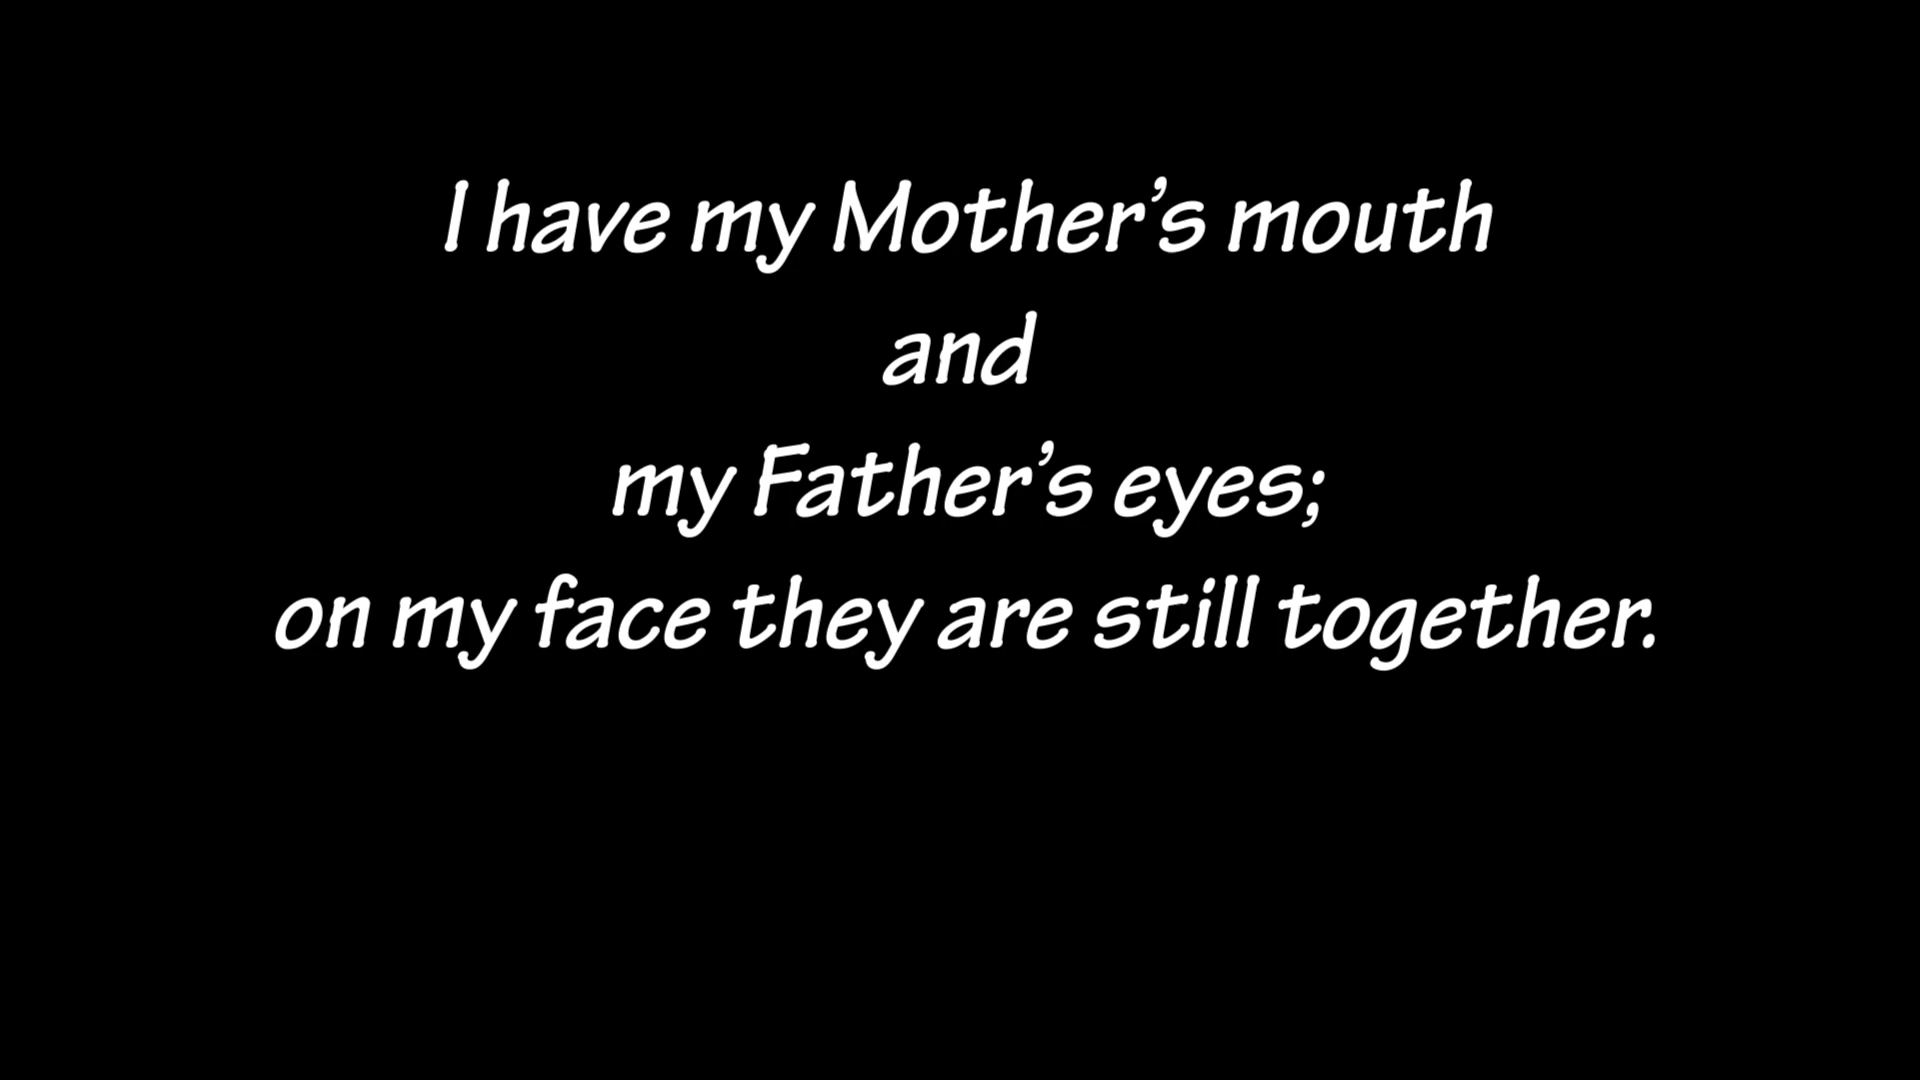 I have my Mother’s mouth
and
my Father’s eyes;
on my face they are still together.